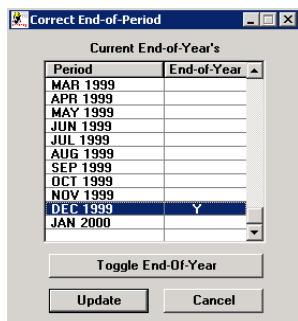 Correct End-of-Period
Current End-of-Year's
Period End-of-Year
MAR 1999
APR 1999
MAY 1999
JUN 1999
JUL 1999
AUG 1999
SEP 1999
OCT 1999
NOV 1999
DEC 1999 Y
JAN 2000
Toggle End-Of-Year
Update Cancel